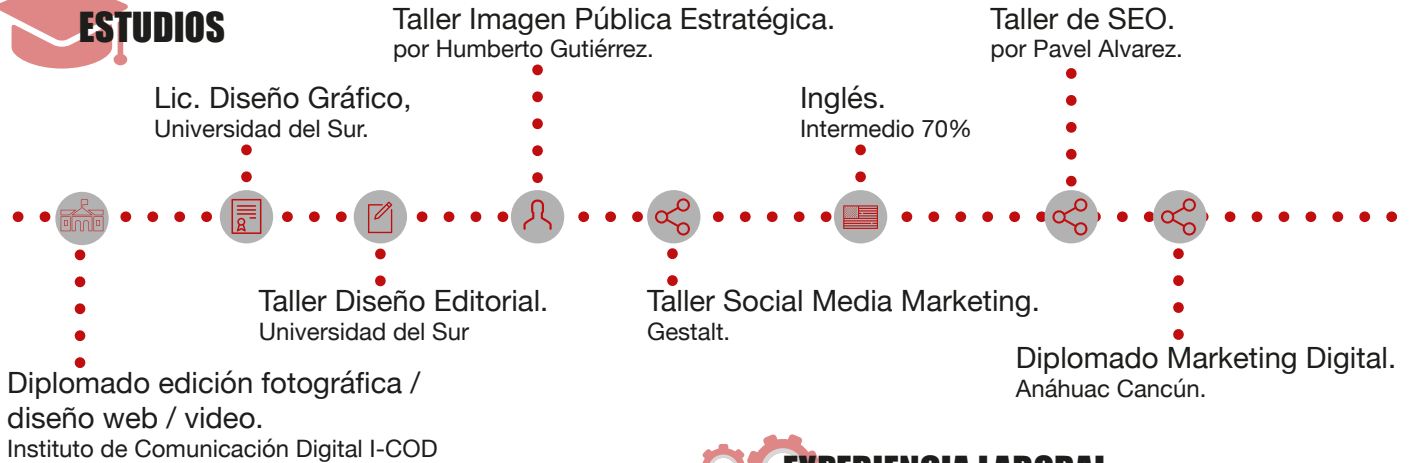 ESTUDIOS
Taller Imagen Pública Estratégica.
por Humberto Gutiérrez.
Taller de SEO.
por Pavel Alvarez.
Lic. Diseño Gráfico,
Universidad del Sur.
Inglés.
Intermedio 70%
Taller Diseño Editorial.
Universidad del Sur
Taller Social Media Marketing.
Gestalt.
Diplomado Marketing Digital.
Anáhuac Cancún.
Diplomado edición fotográfica /
diseño web / video.
Instituto de Comunicación Digital I-COD
EXPERIENCIA LABORAL